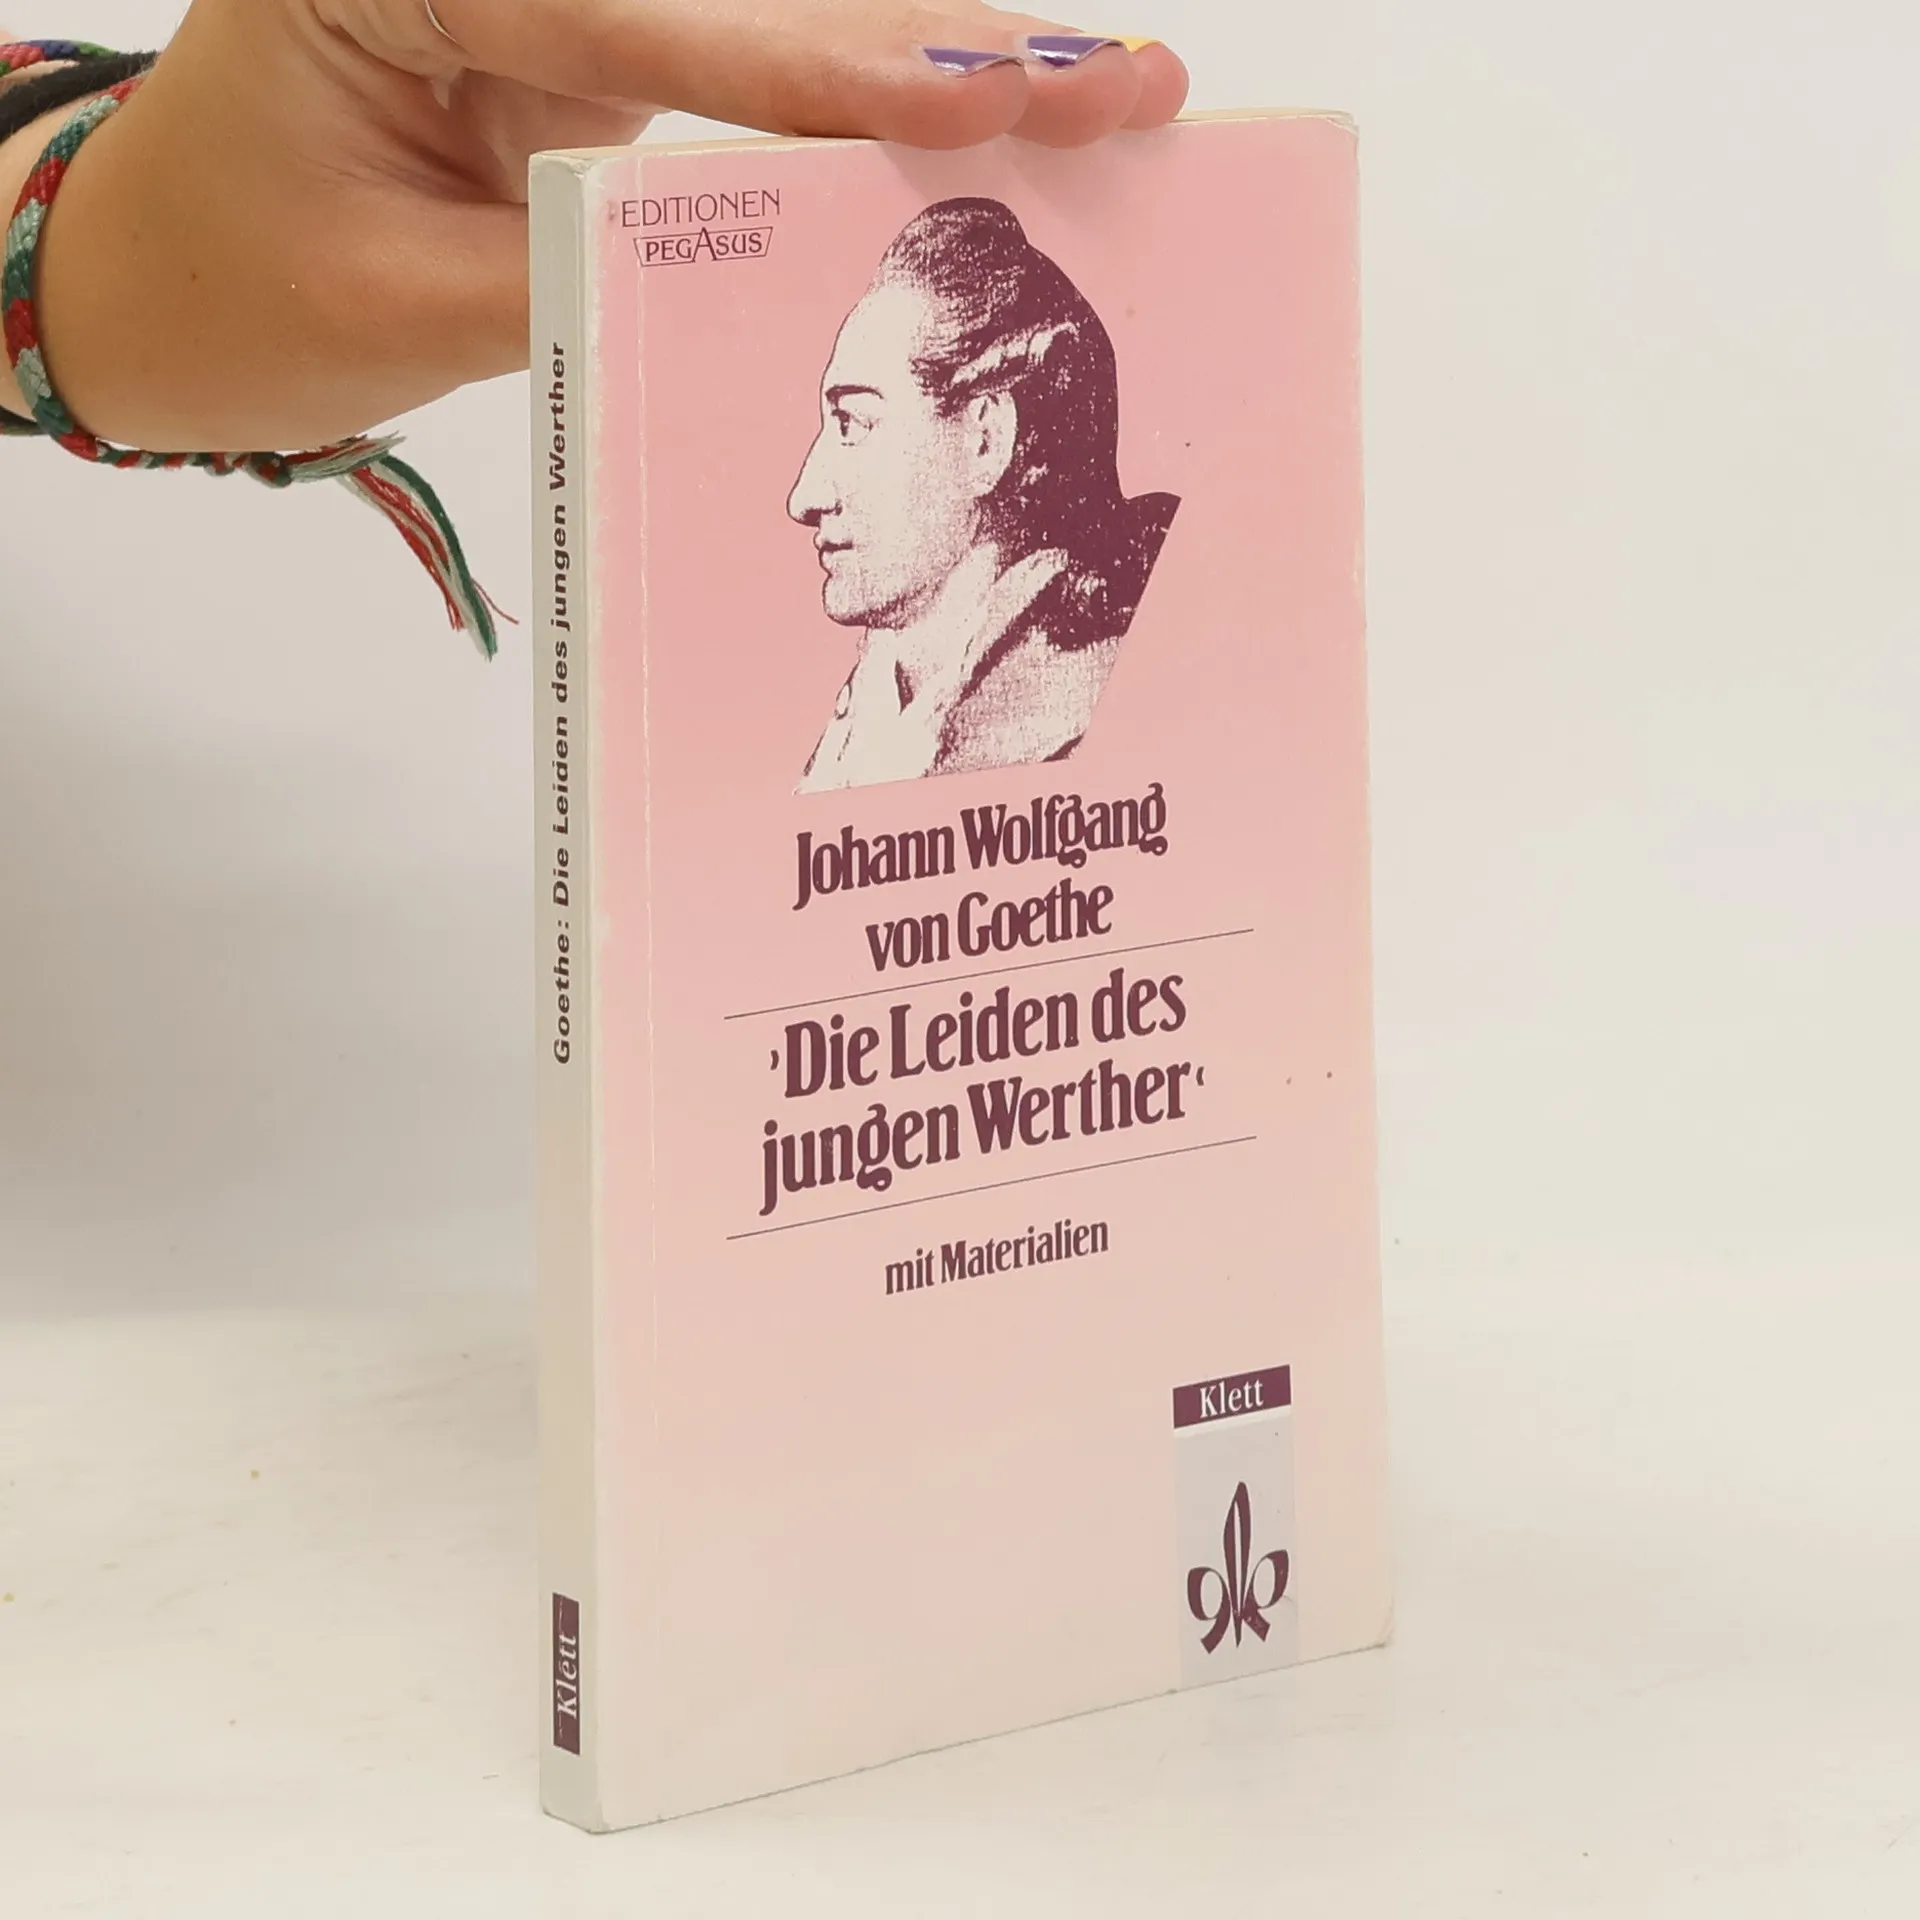 EDITIONEN
PEGASUS
Johann Wolfgang
von Goethe
›Die Leiden des
jungen Werther‹
mit Materialien
Klett
Goethe: Die Leiden des jungen Werther
Klett